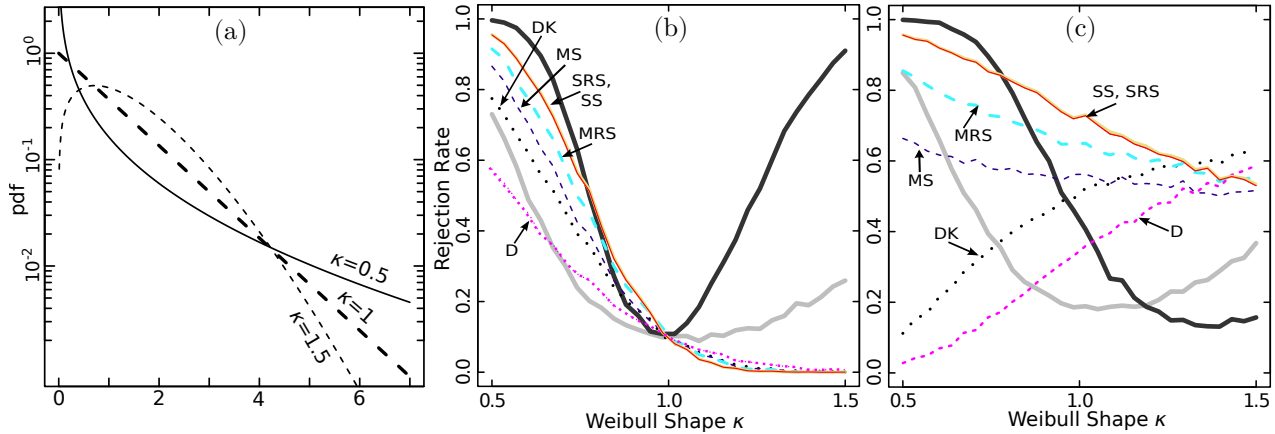 (a)
pdf
10⁰
10⁻¹
10⁻²
κ=0.5
κ=1
κ=1.5
0 2 4 6
(b)
Rejection Rate
1.0
0.8
0.6
0.4
0.2
0.0
DK
MS
SRS,
SS
MRS
D
0.5 1.0 1.5
Weibull Shape κ
(c)
1.0
0.8
0.6
0.4
0.2
0.0
SS, SRS
MRS
MS
DK
D
0.5 1.0 1.5
Weibull Shape κ